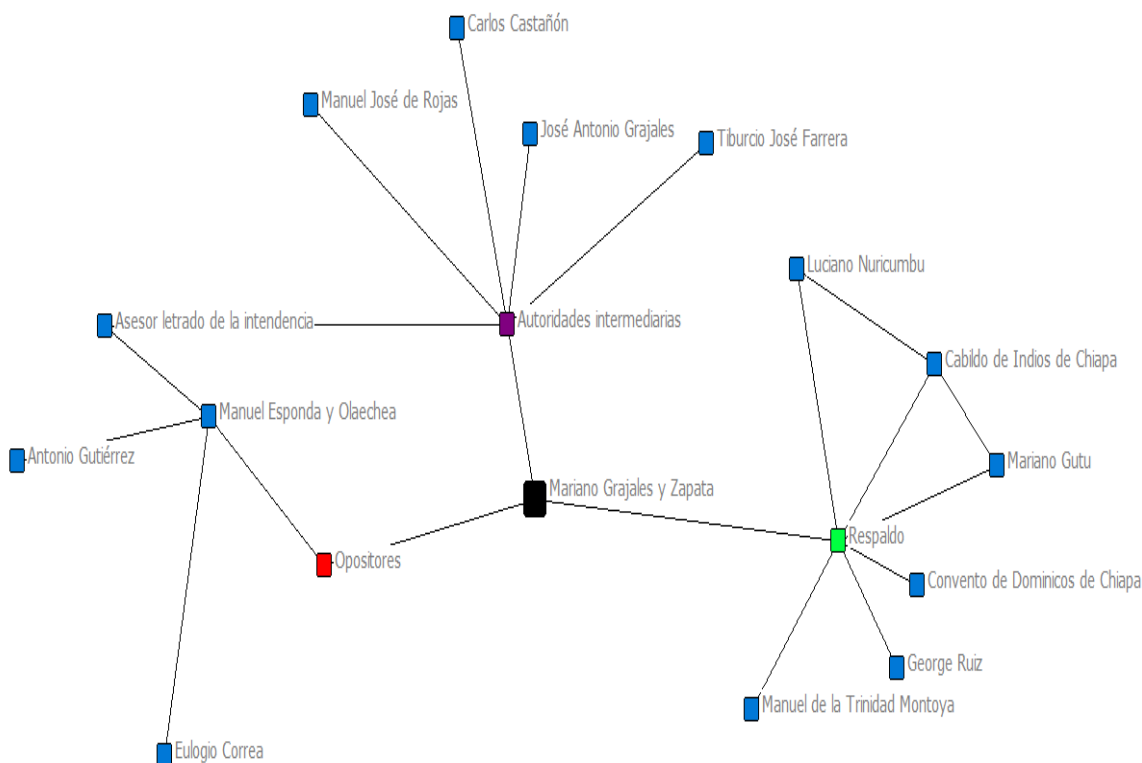 Carlos Castañón
Manuel José de Rojas
José Antonio Grajales
Tiburcio José Farrera
Luciano Nuricumbu
Asesor letrado de la intendencia
Autoridades intermediarias
Cabildo de Indios de Chiapa
Manuel Esponda y Olaechea
Antonio Gutiérrez
Mariano Gutu
Mariano Grajales y Zapata
Respaldo
Opositores
Convento de Dominicos de Chiapa
George Ruiz
Manuel de la Trinidad Montoya
Eulogio Correa